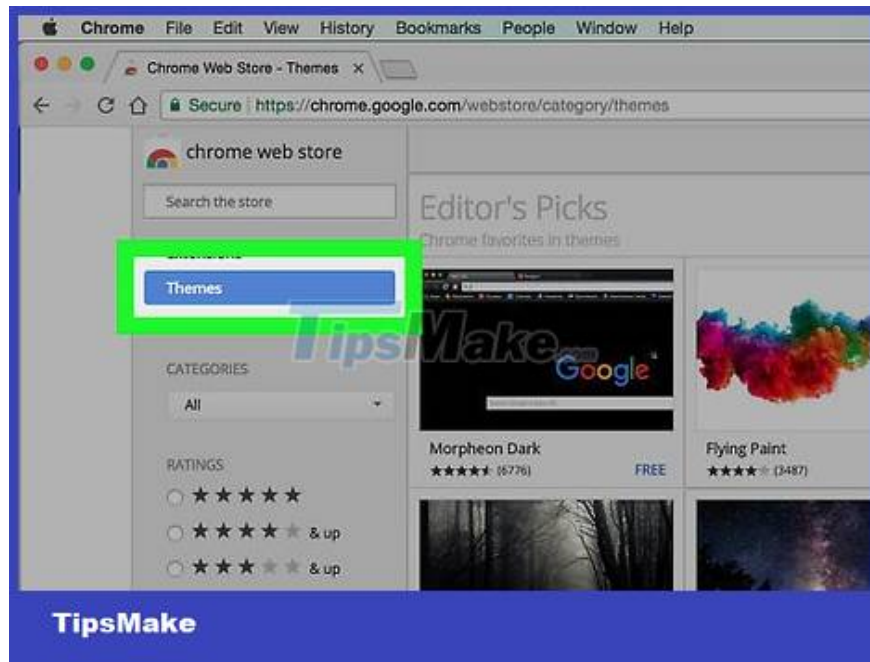 Chrome File Edit View History Bookmarks People Window Help
Chrome Web Store - Themes ×
Secure | https://chrome.google.com/webstore/category/themes
chrome web store
Search the store
Editor's Picks
Chrome favorites in themes
Extensions
Themes
TipsMake.com
Google
CATEGORIES
All
Morpheon Dark
(6776) FREE
Flying Paint
(3487)
RATINGS
& up
& up
TipsMake